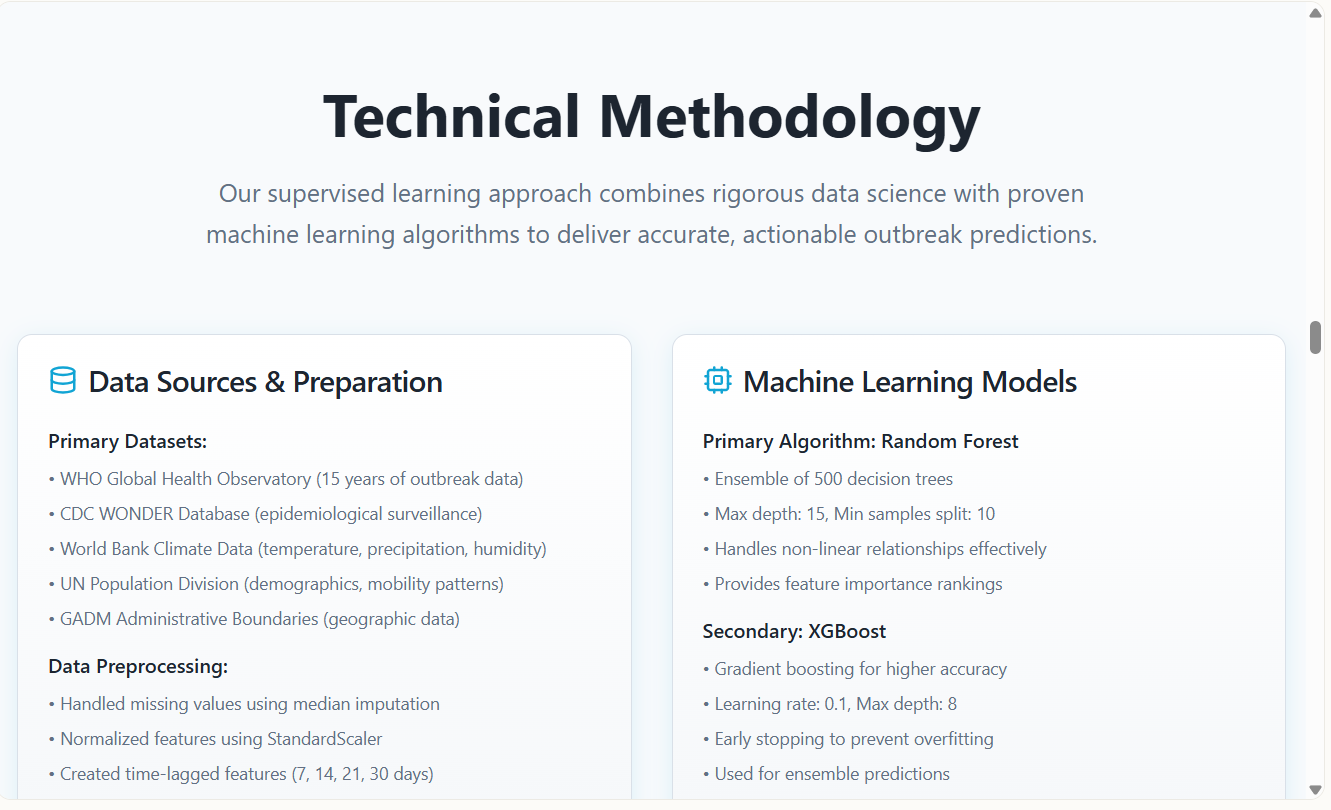 Technical Methodology
Our supervised learning approach combines rigorous data science with proven
machine learning algorithms to deliver accurate, actionable outbreak predictions.
Data Sources & Preparation
Primary Datasets:
• WHO Global Health Observatory (15 years of outbreak data)
• CDC WONDER Database (epidemiological surveillance)
• World Bank Climate Data (temperature, precipitation, humidity)
• UN Population Division (demographics, mobility patterns)
• GADM Administrative Boundaries (geographic data)
Data Preprocessing:
• Handled missing values using median imputation
• Normalized features using StandardScaler
• Created time-lagged features (7, 14, 21, 30 days)
Machine Learning Models
Primary Algorithm: Random Forest
• Ensemble of 500 decision trees
• Max depth: 15, Min samples split: 10
• Handles non-linear relationships effectively
• Provides feature importance rankings
Secondary: XGBoost
• Gradient boosting for higher accuracy
• Learning rate: 0.1, Max depth: 8
• Early stopping to prevent overfitting
• Used for ensemble predictions